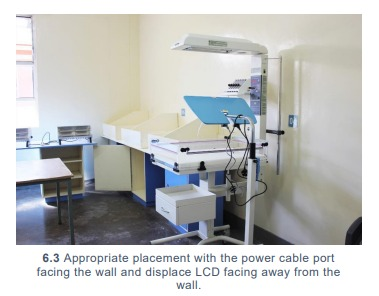 6.3 Appropriate placement with the power cable port
facing the wall and displace LCD facing away from the
wall.